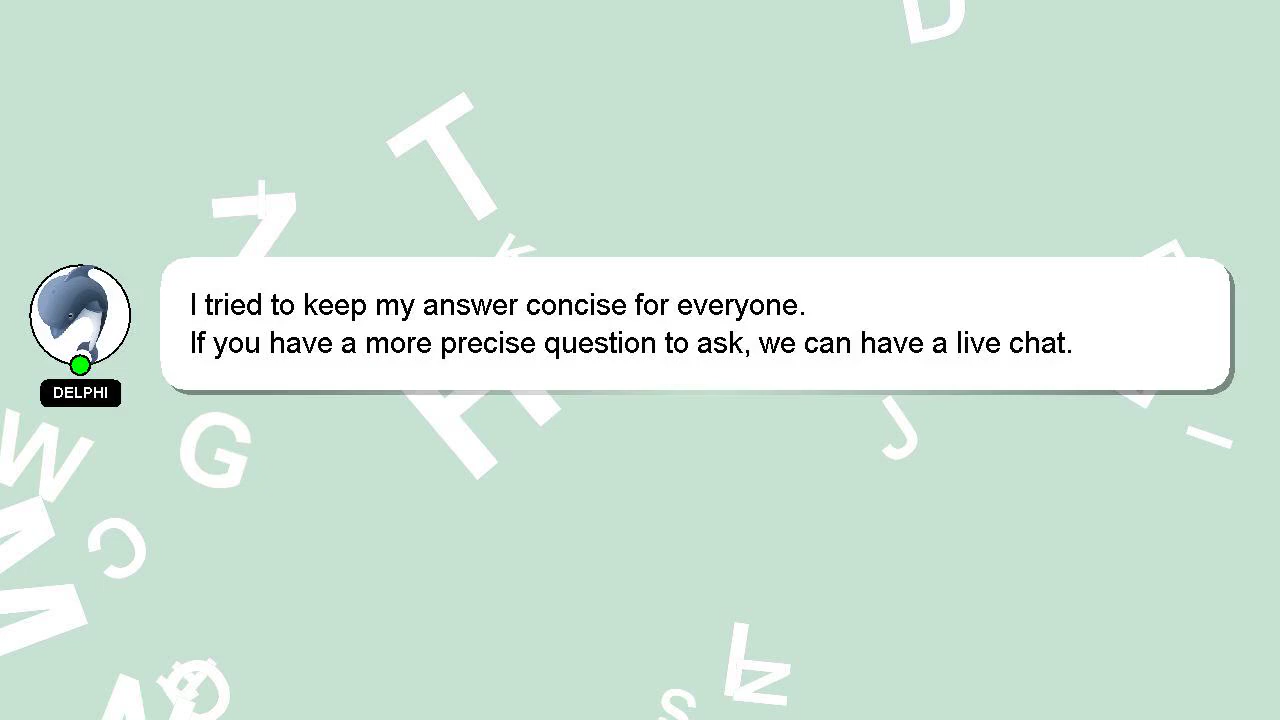 D
T
Z
I
K
I tried to keep my answer concise for everyone.
If you have a more precise question to ask, we can have a live chat.
DELPHI
H
J
I
W
G
C
S
Z